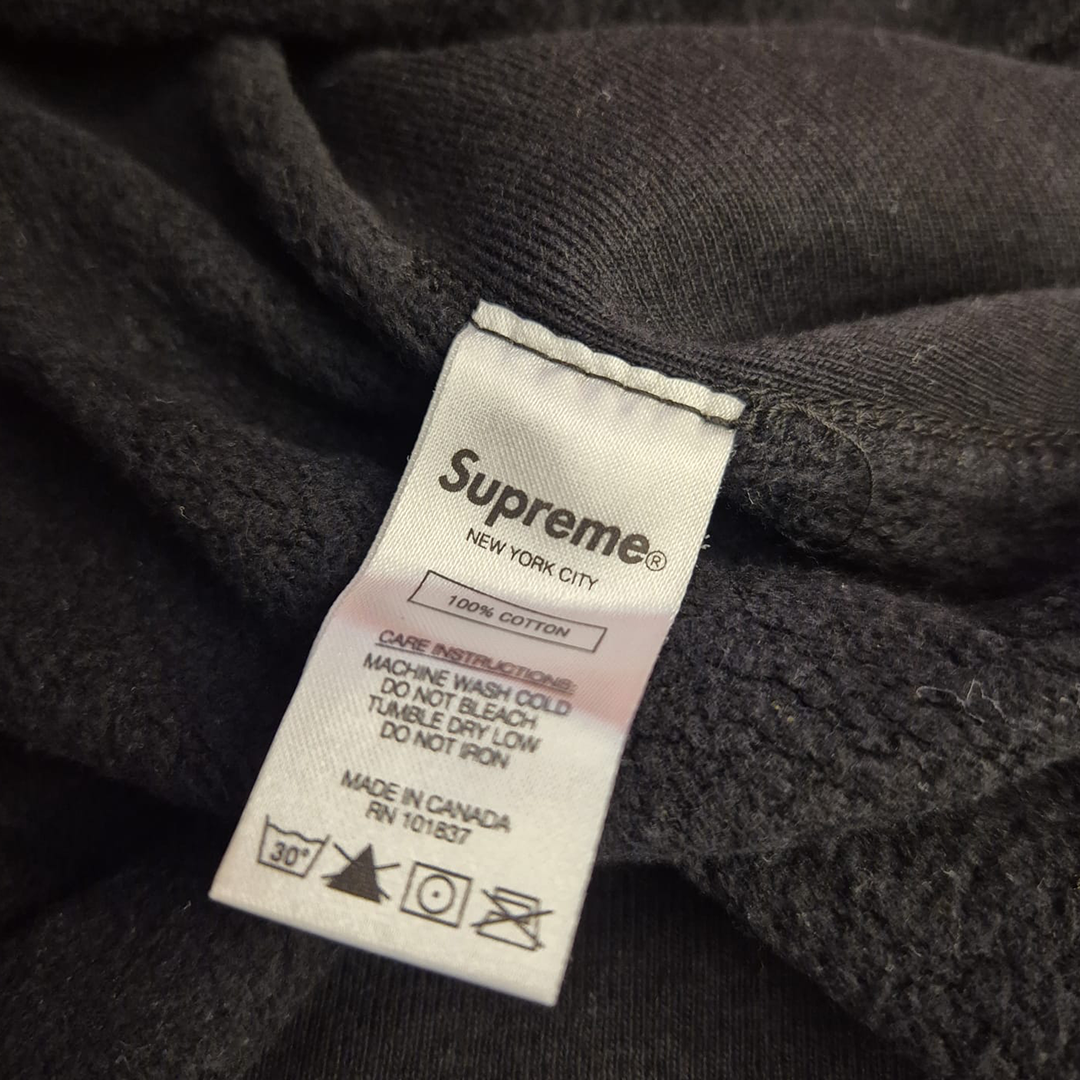 Supreme®
NEW YORK CITY
100% COTTON
CARE INSTRUCTIONS:
MACHINE WASH COLD
DO NOT BLEACH
TUMBLE DRY LOW
DO NOT IRON
MADE IN CANADA
RN 101837
30°